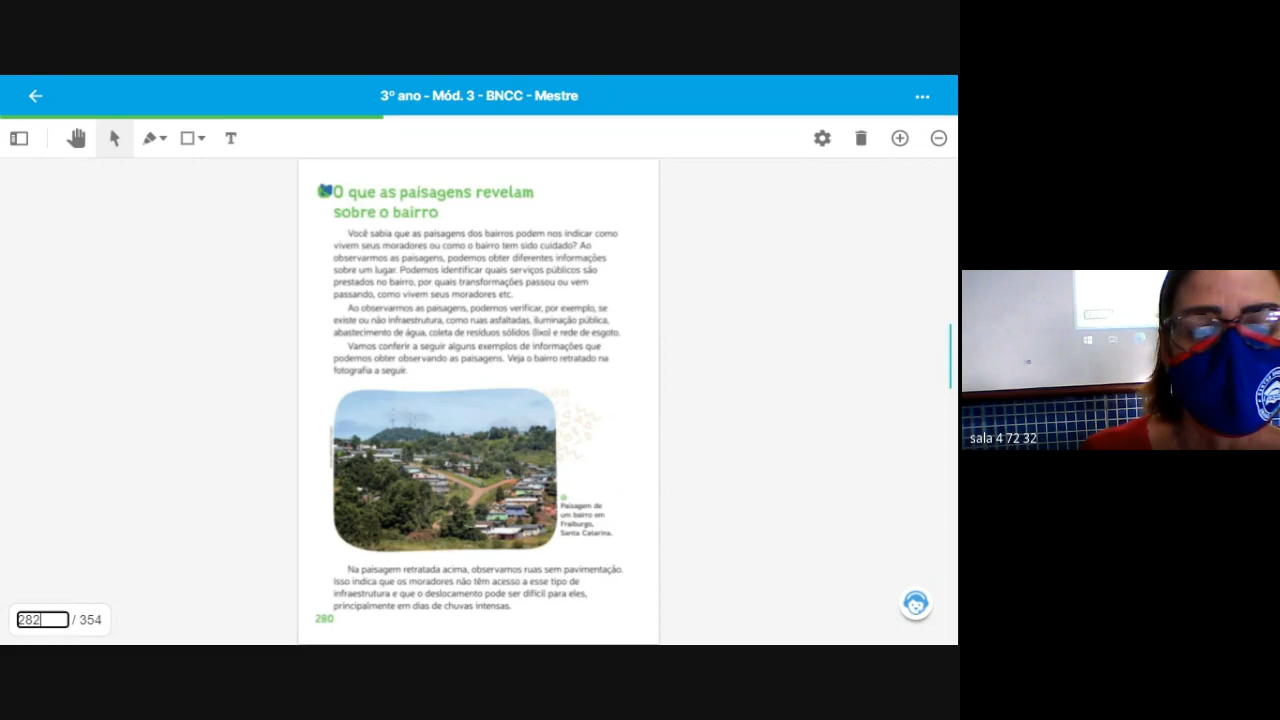 3º ano - Mód. 3 - BNCC - Mestre
T
O que as paisagens revelam
sobre o bairro
Você sabia que as paisagens dos bairros podem nos indicar como
vivem seus moradores ou como o bairro tem sido cuidado? Ao
observarmos as paisagens, podemos obter diferentes informações
sobre um lugar. Podemos identificar quais serviços públicos são
prestados no bairro, por quais transformações passou ou vem
passando, como vivem seus moradores etc.
Ao observarmos as paisagens, podemos verificar, por exemplo, se
existe ou não infraestrutura, como ruas asfaltadas, iluminação pública,
abastecimento de água, coleta de resíduos sólidos (lixo) e rede de esgoto.
Vamos conferir a seguir alguns exemplos de informações que
podemos obter observando as paisagens. Veja o bairro retratado na
fotografia a seguir.
Paisagem de
um bairro em
Fraiburgo,
Santa Catarina.
Na paisagem retratada acima, observamos ruas sem pavimentação.
Isso indica que os moradores não têm acesso a esse tipo de
infraestrutura e que o deslocamento pode ser difícil para eles,
principalmente em dias de chuvas intensas.
280
282 / 354
sala 4 72 32